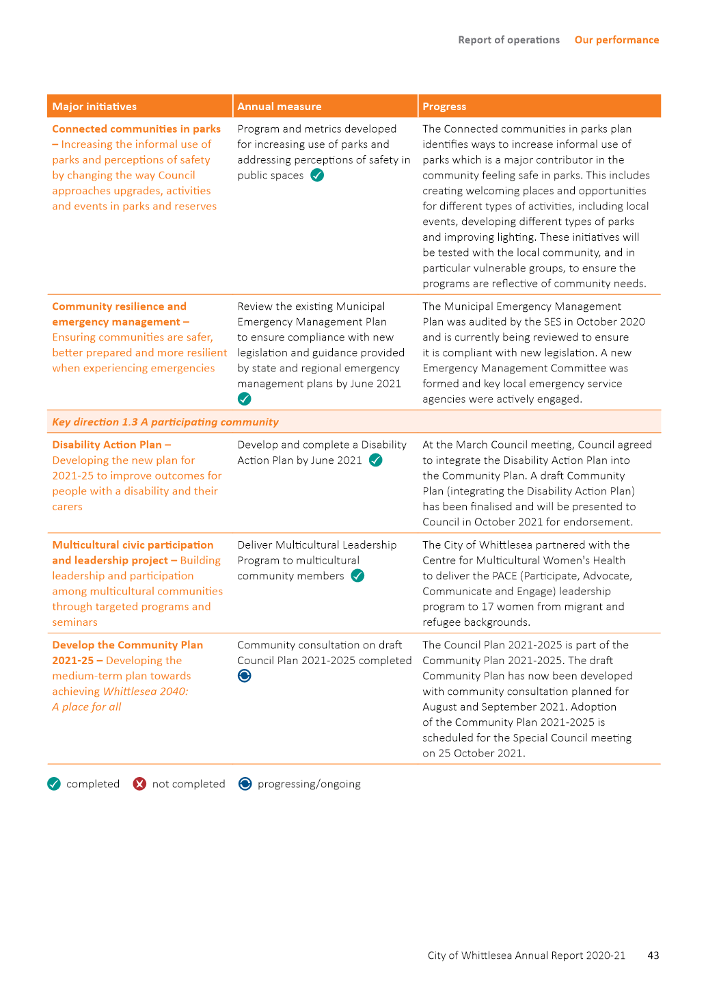 Report of operations Our performance
Major initiatives Annual measure Progress
Connected communities in parks
– Increasing the informal use of
parks and perceptions of safety
by changing the way Council
approaches upgrades, activities
and events in parks and reserves
Program and metrics developed
for increasing use of parks and
addressing perceptions of safety in
public spaces
The Connected communities in parks plan
identifies ways to increase informal use of
parks which is a major contributor in the
community feeling safe in parks. This includes
creating welcoming places and opportunities
for different types of activities, including local
events, developing different types of parks
and improving lighting. These initiatives will
be tested with the local community, and in
particular vulnerable groups, to ensure the
programs are reflective of community needs.
Community resilience and
emergency management –
Ensuring communities are safer,
better prepared and more resilient
when experiencing emergencies
Review the existing Municipal
Emergency Management Plan
to ensure compliance with new
legislation and guidance provided
by state and regional emergency
management plans by June 2021
The Municipal Emergency Management
Plan was audited by the SES in October 2020
and is currently being reviewed to ensure
it is compliant with new legislation. A new
Emergency Management Committee was
formed and key local emergency service
agencies were actively engaged.
Key direction 1.3 A participating community
Disability Action Plan –
Developing the new plan for
2021-25 to improve outcomes for
people with a disability and their
carers
Develop and complete a Disability
Action Plan by June 2021
At the March Council meeting, Council agreed
to integrate the Disability Action Plan into
the Community Plan. A draft Community
Plan (integrating the Disability Action Plan)
has been finalised and will be presented to
Council in October 2021 for endorsement.
Multicultural civic participation
and leadership project – Building
leadership and participation
among multicultural communities
through targeted programs and
seminars
Deliver Multicultural Leadership
Program to multicultural
community members
The City of Whittlesea partnered with the
Centre for Multicultural Women's Health
to deliver the PACE (Participate, Advocate,
Communicate and Engage) leadership
program to 17 women from migrant and
refugee backgrounds.
Develop the Community Plan
2021-25 – Developing the
medium-term plan towards
achieving Whittlesea 2040:
A place for all
Community consultation on draft
Council Plan 2021-2025 completed
The Council Plan 2021-2025 is part of the
Community Plan 2021-2025. The draft
Community Plan has now been developed
with community consultation planned for
August and September 2021. Adoption
of the Community Plan 2021-2025 is
scheduled for the Special Council meeting
on 25 October 2021.
completed not completed progressing/ongoing
City of Whittlesea Annual Report 2020-21 43